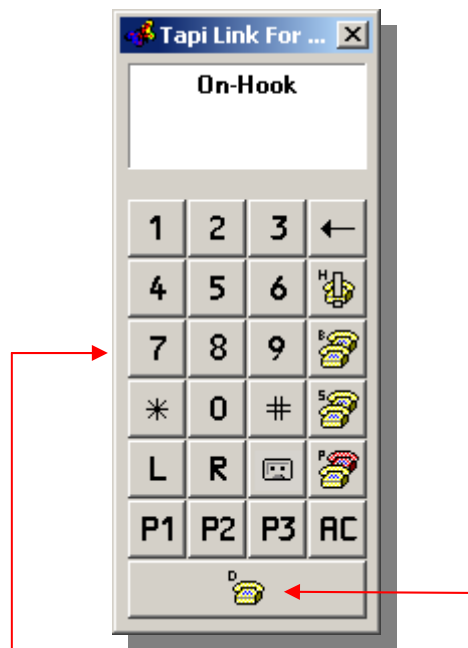 Tapi Link For ...
On-Hook
1 2 3
4 5 6 H
7 8 9 B
* 0 # S
L R P
P1 P2 P3 AC
D